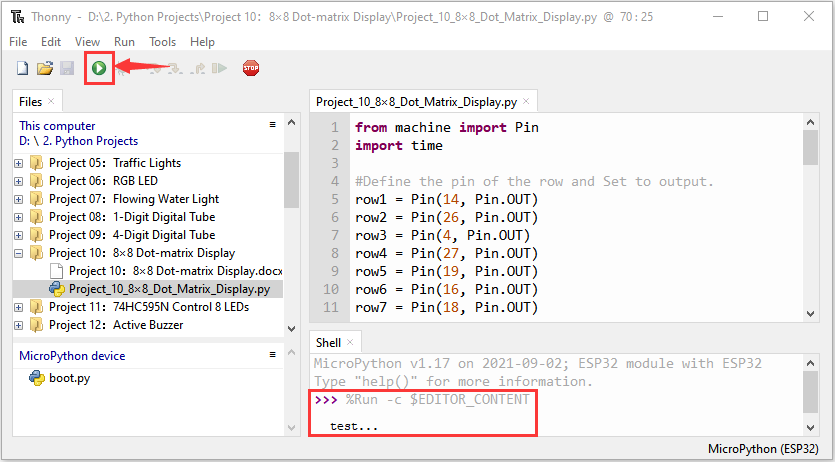 Thonny - D:\2. Python Projects\Project 10：8×8 Dot-matrix Display\Project_10_8×8_Dot_Matrix_Display.py @ 70 : 25
File Edit View Run Tools Help
STOP
Files
This computer
D: \ 2. Python Projects
Project 05：Traffic Lights
Project 06：RGB LED
Project 07：Flowing Water Light
Project 08：1-Digit Digital Tube
Project 09：4-Digit Digital Tube
Project 10：8×8 Dot-matrix Display
Project 10：8×8 Dot-matrix Display.docx
Project_10_8×8_Dot_Matrix_Display.py
Project 11：74HC595N Control 8 LEDs
Project 12：Active Buzzer
MicroPython device
boot.py
Project_10_8×8_Dot_Matrix_Display.py
1 from machine import Pin
2 import time
3
4 #Define the pin of the row and Set to output.
5 row1 = Pin(14, Pin.OUT)
6 row2 = Pin(26, Pin.OUT)
7 row3 = Pin(4, Pin.OUT)
8 row4 = Pin(27, Pin.OUT)
9 row5 = Pin(19, Pin.OUT)
10 row6 = Pin(16, Pin.OUT)
11 row7 = Pin(18, Pin.OUT)
Shell
MicroPython v1.17 on 2021-09-02; ESP32 module with ESP32
Type "help()" for more information.
>>> %Run -c $EDITOR_CONTENT
test...
MicroPython (ESP32)